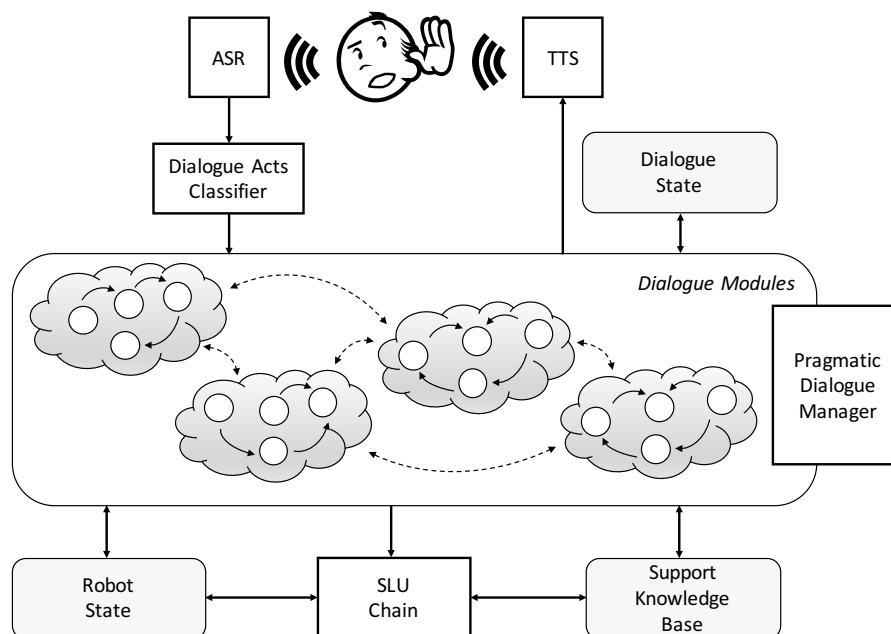 ASR
TTS
Dialogue Acts
Classifier
Dialogue
State
Dialogue Modules
Pragmatic
Dialogue
Manager
Robot
State
SLU
Chain
Support
Knowledge
Base